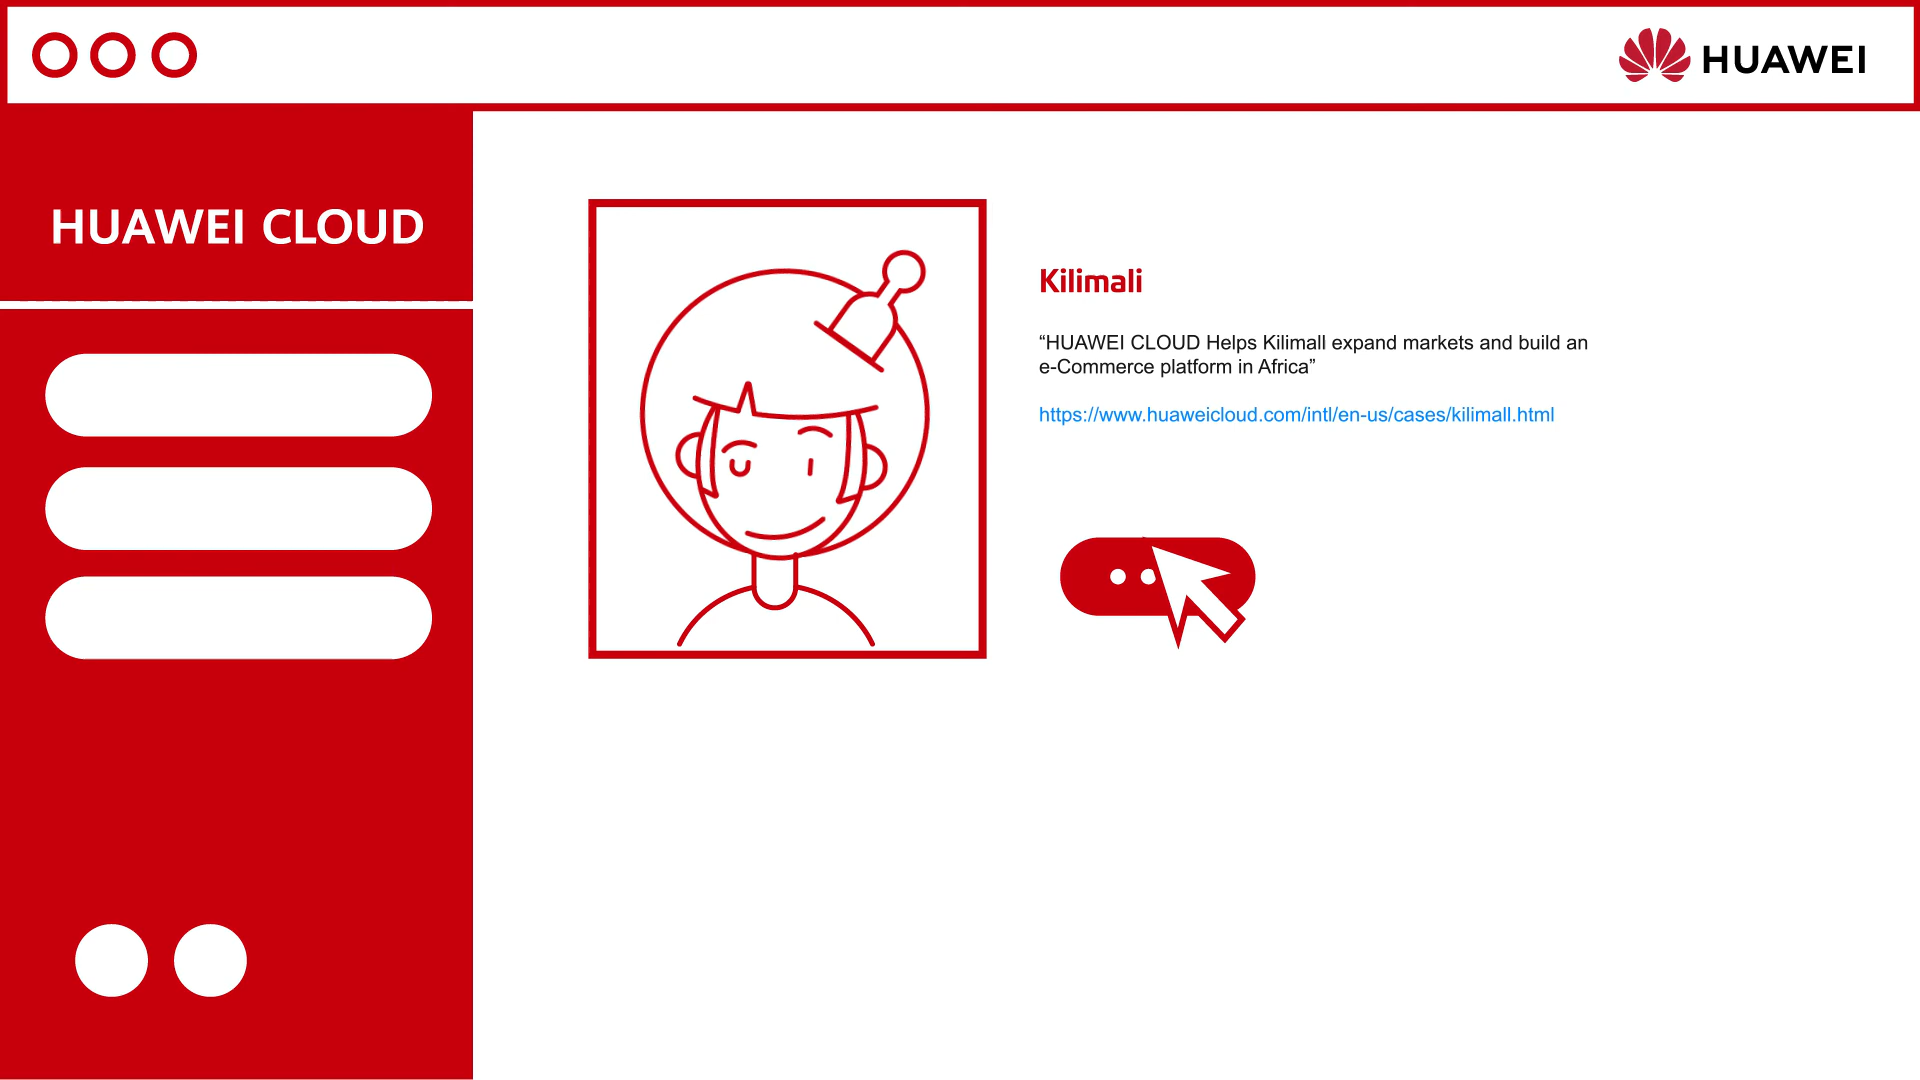 HUAWEI
HUAWEI CLOUD
Kilimali
“HUAWEI CLOUD Helps Kilimall expand markets and build an
e-Commerce platform in Africa”
https://www.huaweicloud.com/intl/en-us/cases/kilimall.html